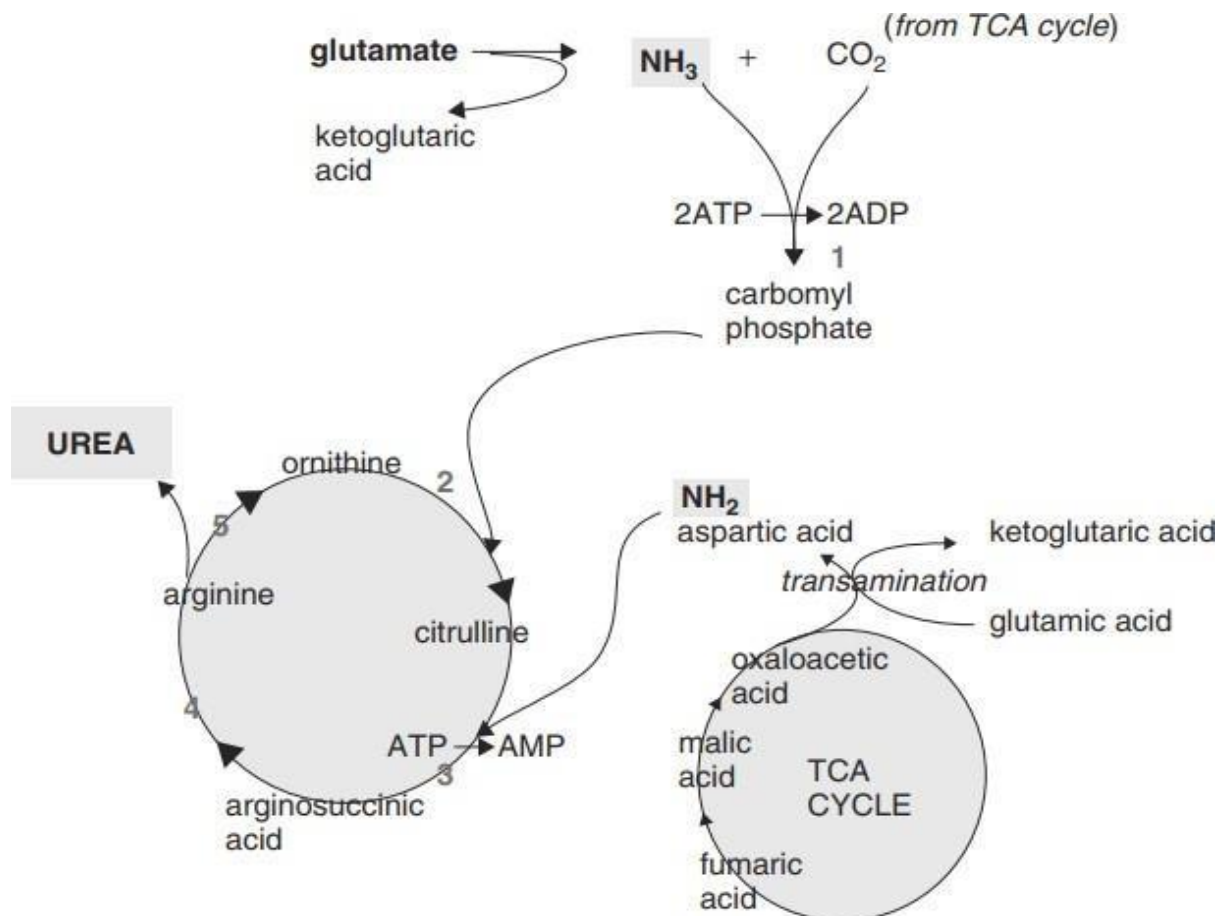 (from TCA cycle)
glutamate
NH₃ + CO₂
ketoglutaric
acid
2ATP 2ADP
1
carbomyl
phosphate
UREA
ornithine
2
NH₂
aspartic acid
ketoglutaric acid
5
transamination
arginine
glutamic acid
citrulline
oxaloacetic
acid
4
ATP AMP
3
malic
acid
TCA
CYCLE
arginosuccinic
acid
fumaric
acid